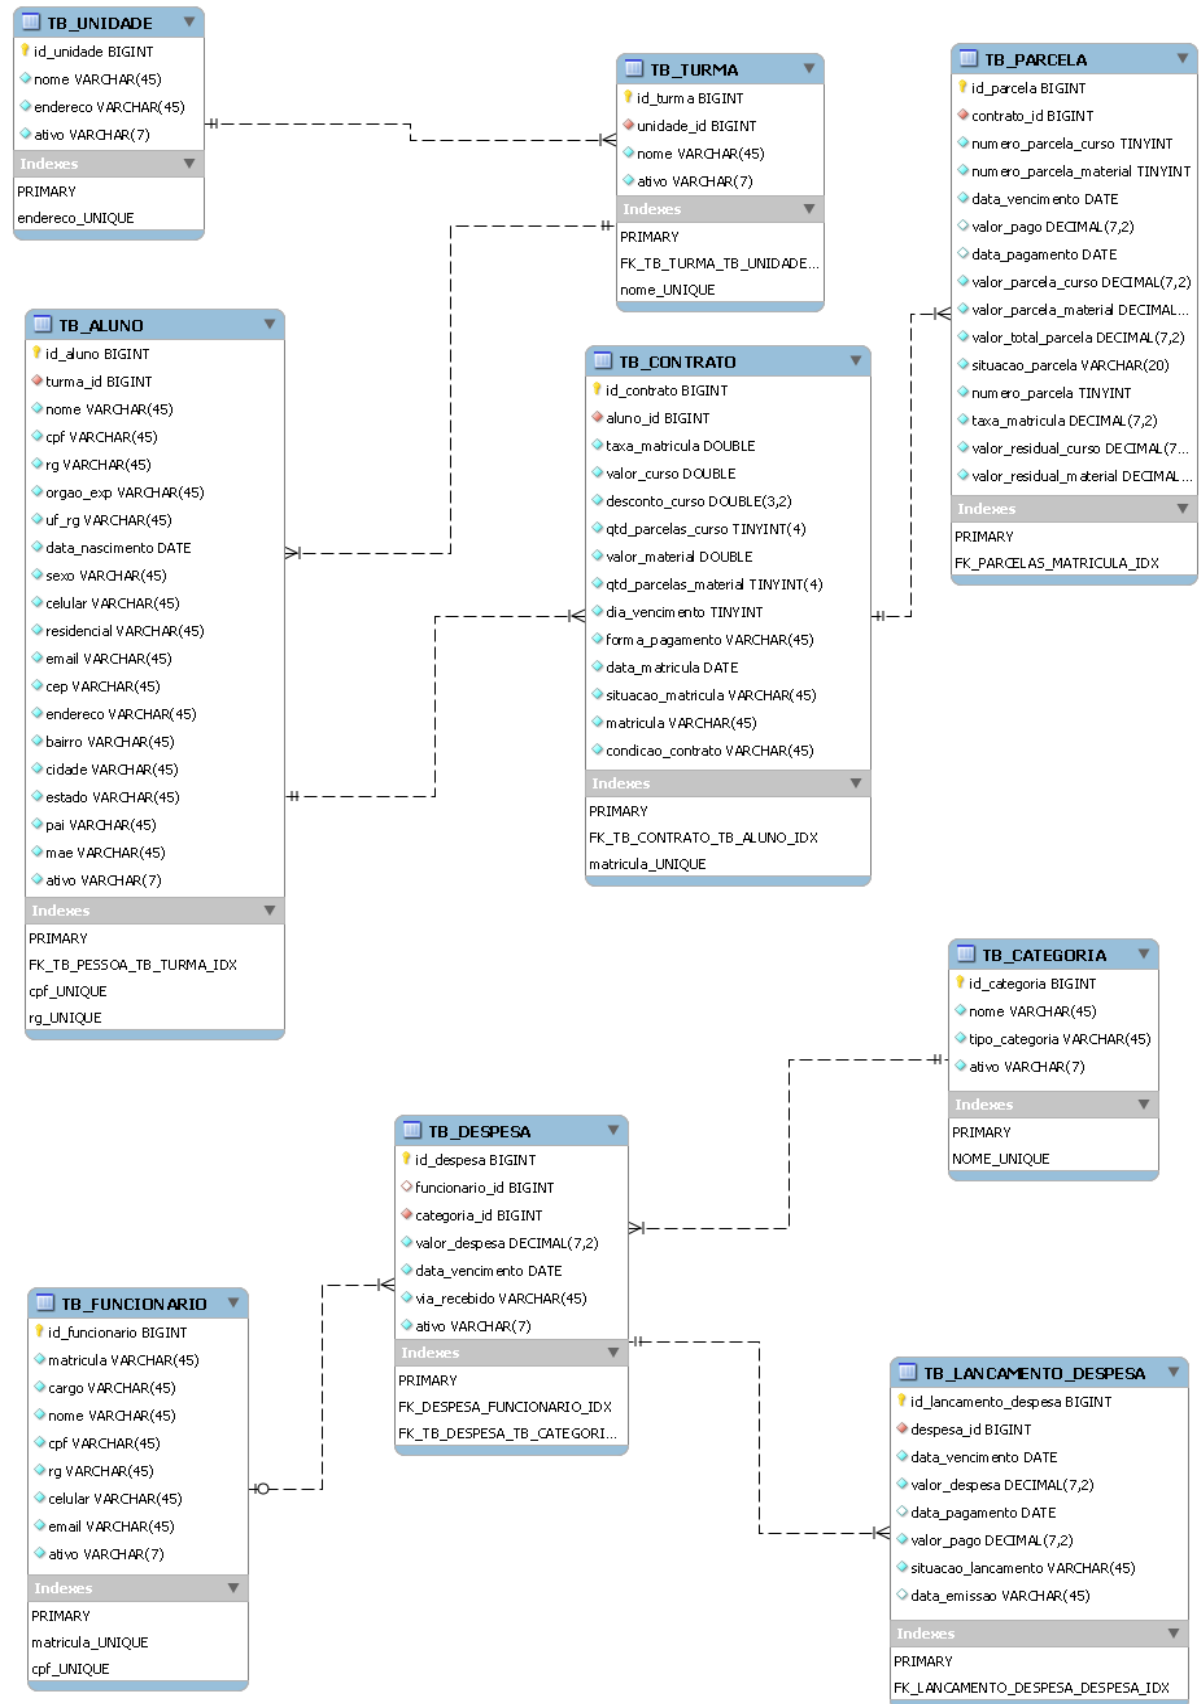 TB_UNIDADE
id_unidade BIGINT
nome VARCHAR(45)
endereco VARCHAR(45)
ativo VARCHAR(7)
Indexes
PRIMARY
endereco_UNIQUE
TB_TURMA
id_turma BIGINT
unidade_id BIGINT
nome VARCHAR(45)
ativo VARCHAR(7)
Indexes
PRIMARY
FK_TB_TURMA_TB_UNIDADE...
nome_UNIQUE
TB_PARCELA
id_parcela BIGINT
contrato_id BIGINT
numero_parcela_curso TINYINT
numero_parcela_material TINYINT
data_vencimento DATE
valor_pago DECIMAL(7,2)
data_pagamento DATE
valor_parcela_curso DECIMAL(7,2)
valor_parcela_material DECIMAL...
valor_total_parcela DECIMAL(7,2)
situacao_parcela VARCHAR(20)
numero_parcela TINYINT
taxa_matricula DECIMAL(7,2)
valor_residual_curso DECIMAL(7...
valor_residual_material DECIMAL...
Indexes
PRIMARY
FK_PARCELAS_MATRICULA_IDX
TB_ALUNO
id_aluno BIGINT
turma_id BIGINT
nome VARCHAR(45)
cpf VARCHAR(45)
rg VARCHAR(45)
orgao_exp VARCHAR(45)
uf_rg VARCHAR(45)
data_nascimento DATE
sexo VARCHAR(45)
celular VARCHAR(45)
residencial VARCHAR(45)
email VARCHAR(45)
cep VARCHAR(45)
endereco VARCHAR(45)
bairro VARCHAR(45)
cidade VARCHAR(45)
estado VARCHAR(45)
pai VARCHAR(45)
mae VARCHAR(45)
ativo VARCHAR(7)
Indexes
PRIMARY
FK_TB_PESSOA_TB_TURMA_IDX
cpf_UNIQUE
rg_UNIQUE
TB_CONTRATO
id_contrato BIGINT
aluno_id BIGINT
taxa_matricula DOUBLE
valor_curso DOUBLE
desconto_curso DOUBLE(3,2)
qtd_parcelas_curso TINYINT(4)
valor_material DOUBLE
qtd_parcelas_material TINYINT(4)
dia_vencimento TINYINT
forma_pagamento VARCHAR(45)
data_matricula DATE
situacao_matricula VARCHAR(45)
matricula VARCHAR(45)
condicao_contrato VARCHAR(45)
Indexes
PRIMARY
FK_TB_CONTRATO_TB_ALUNO_IDX
matricula_UNIQUE
TB_CATEGORIA
id_categoria BIGINT
nome VARCHAR(45)
tipo_categoria VARCHAR(45)
ativo VARCHAR(7)
Indexes
PRIMARY
NOME_UNIQUE
TB_DESPESA
id_despesa BIGINT
funcionario_id BIGINT
categoria_id BIGINT
valor_despesa DECIMAL(7,2)
data_vencimento DATE
via_recebido VARCHAR(45)
ativo VARCHAR(7)
Indexes
PRIMARY
FK_DESPESA_FUNCIONARIO_IDX
FK_TB_DESPESA_TB_CATEGORI...
TB_FUNCIONARIO
id_funcionario BIGINT
matricula VARCHAR(45)
cargo VARCHAR(45)
nome VARCHAR(45)
cpf VARCHAR(45)
rg VARCHAR(45)
celular VARCHAR(45)
email VARCHAR(45)
ativo VARCHAR(7)
Indexes
PRIMARY
matricula_UNIQUE
cpf_UNIQUE
TB_LANCAMENTO_DESPESA
id_lancamento_despesa BIGINT
despesa_id BIGINT
data_vencimento DATE
valor_despesa DECIMAL(7,2)
data_pagamento DATE
valor_pago DECIMAL(7,2)
situacao_lancamento VARCHAR(45)
data_emissao VARCHAR(45)
Indexes
PRIMARY
FK_LANCAMENTO_DESPESA_DESPESA_IDX